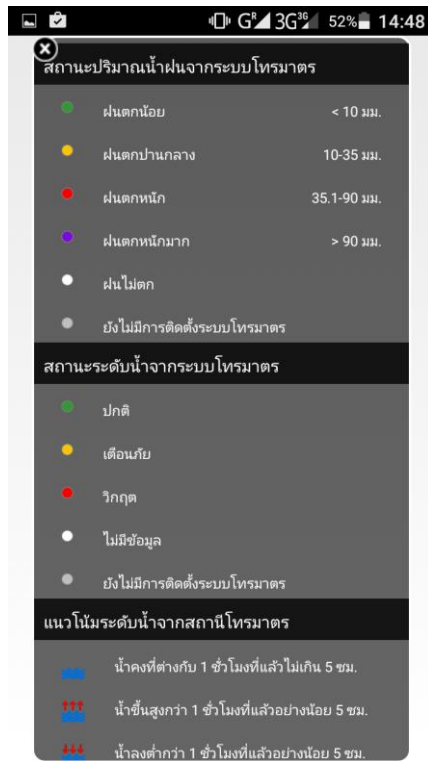 G R 3G 3G 52% 14:48
สถานะปริมาณน้ำฝนจากระบบโทรมาตร
ฝนตกน้อย < 10 มม.
ฝนตกปานกลาง 10-35 มม.
ฝนตกหนัก 35.1-90 มม.
ฝนตกหนักมาก > 90 มม.
ฝนไม่ตก
ยังไม่มีการติดตั้งระบบโทรมาตร
สถานะระดับน้ำจากระบบโทรมาตร
ปกติ
เตือนภัย
วิกฤต
ไม่มีข้อมูล
ยังไม่มีการติดตั้งระบบโทรมาตร
แนวโน้มระดับน้ำจากสถานีโทรมาตร
น้ำคงที่ต่างกับ 1 ชั่วโมงที่แล้วไม่เกิน 5 ซม.
น้ำขึ้นสูงกว่า 1 ชั่วโมงที่แล้วอย่างน้อย 5 ซม.
น้ำลงต่ำกว่า 1 ชั่วโมงที่แล้วอย่างน้อย 5 ซม.